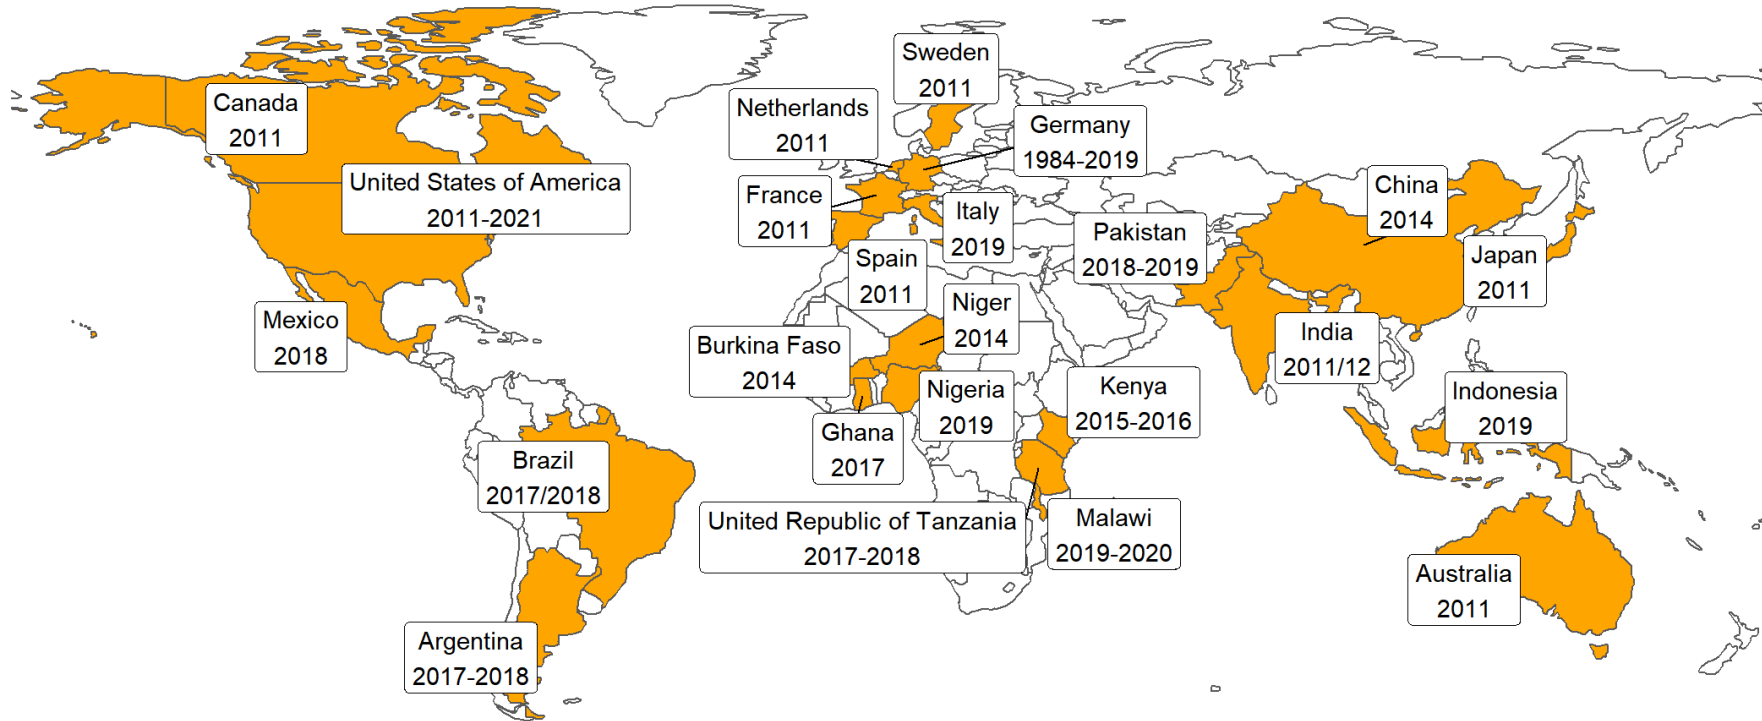 Sweden
2011
Canada
2011
Netherlands
2011
Germany
1984-2019
United States of America
2011-2021
France
2011
Italy
2019
China
2014
Pakistan
2018-2019
Spain
2011
Japan
2011
Mexico
2018
Niger
2014
India
2011/12
Burkina Faso
2014
Nigeria
2019
Kenya
2015-2016
Indonesia
2019
Ghana
2017
Brazil
2017/2018
United Republic of Tanzania
2017-2018
Malawi
2019-2020
Australia
2011
Argentina
2017-2018